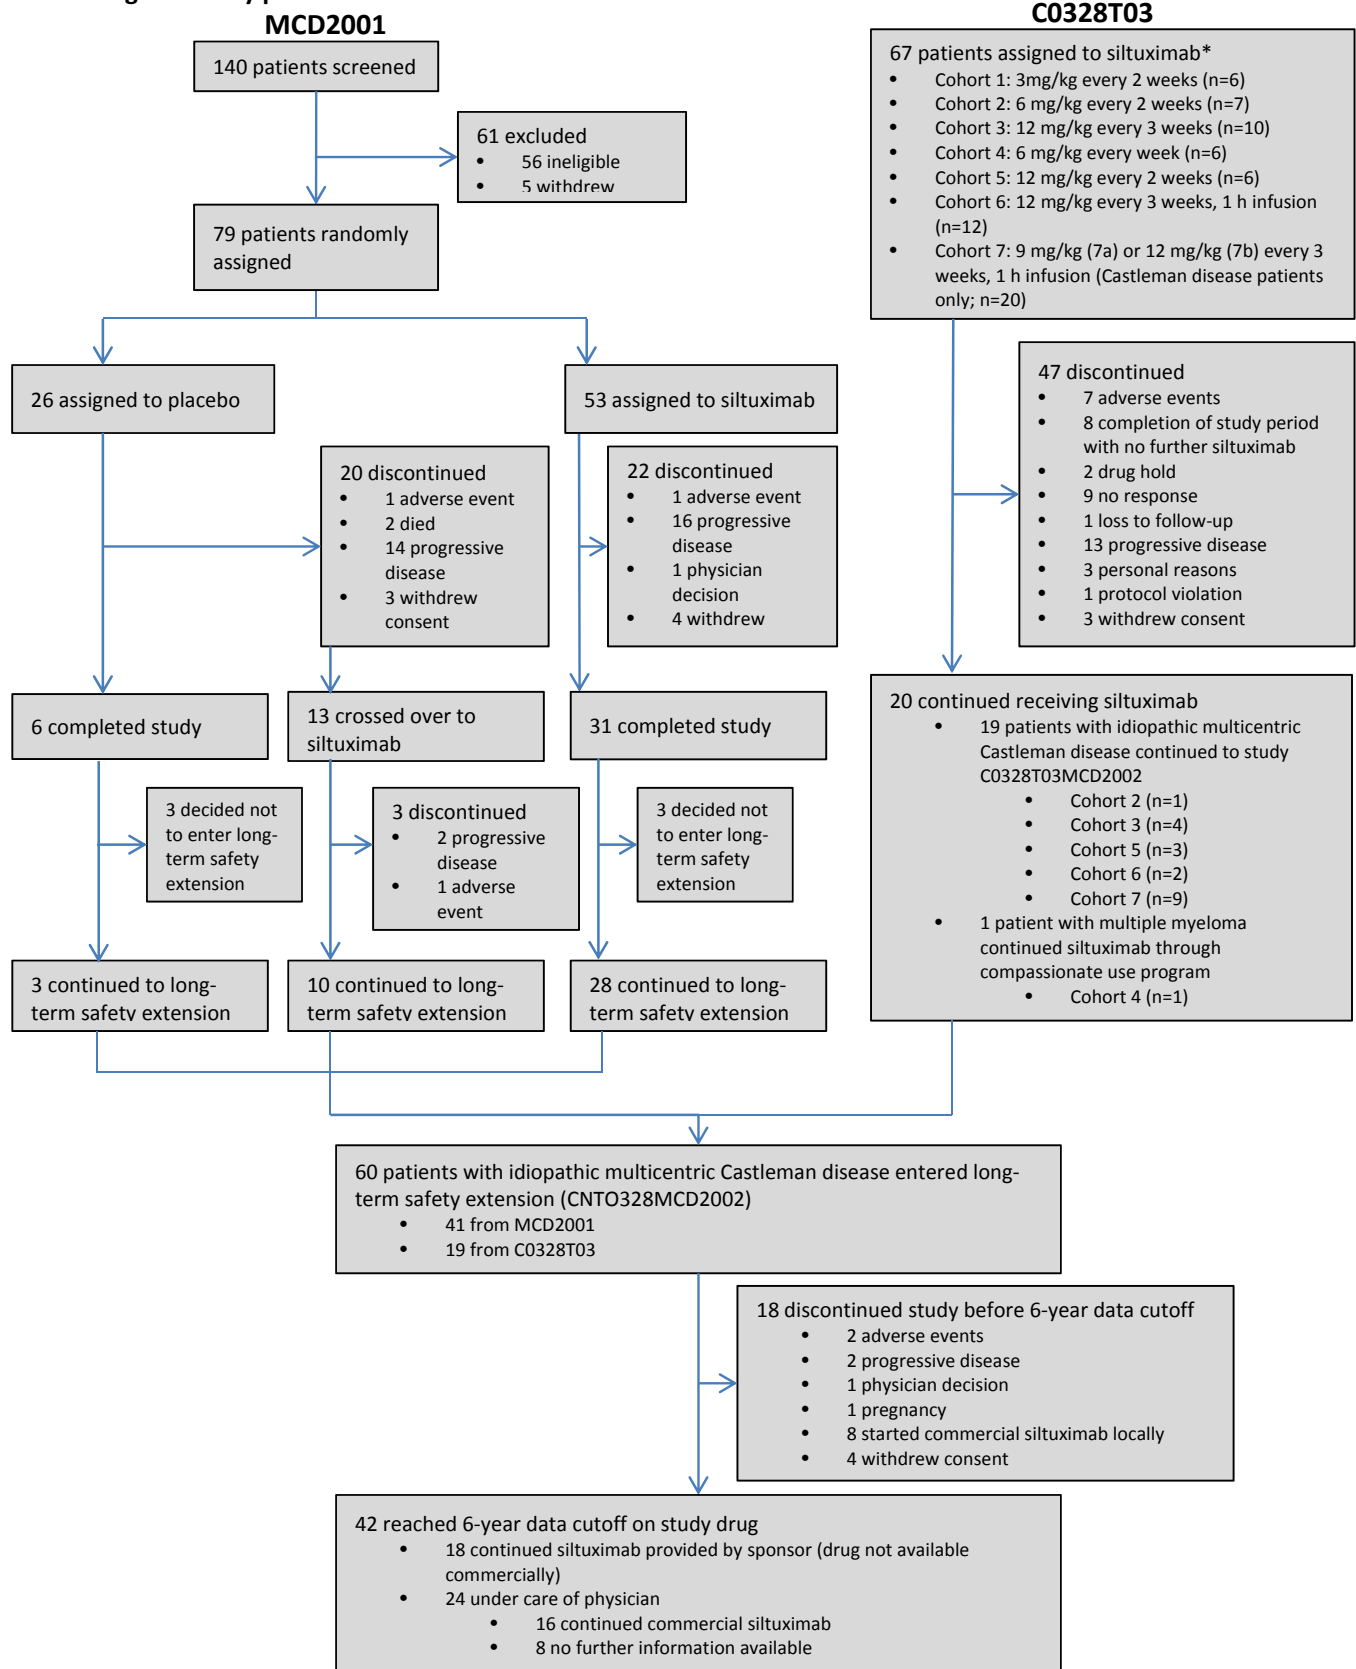 MCD2001
140 patients screened
61 excluded
• 56 ineligible
• 5 withdrew
79 patients randomly
assigned
26 assigned to placebo
53 assigned to siltuximab
20 discontinued
• 1 adverse event
• 2 died
• 14 progressive
disease
• 3 withdrew
consent
22 discontinued
• 1 adverse event
• 16 progressive
disease
• 1 physician
decision
• 4 withdrew
6 completed study
13 crossed over to
siltuximab
31 completed study
3 decided not
to enter long-
term safety
extension
3 discontinued
• 2 progressive
disease
• 1 adverse
event
3 decided not
to enter long-
term safety
extension
3 continued to long-
term safety extension
10 continued to long-
term safety extension
28 continued to long-
term safety extension
C0328T03
67 patients assigned to siltuximab*
• Cohort 1: 3mg/kg every 2 weeks (n=6)
• Cohort 2: 6 mg/kg every 2 weeks (n=7)
• Cohort 3: 12 mg/kg every 3 weeks (n=10)
• Cohort 4: 6 mg/kg every week (n=6)
• Cohort 5: 12 mg/kg every 2 weeks (n=6)
• Cohort 6: 12 mg/kg every 3 weeks, 1 h infusion
(n=12)
• Cohort 7: 9 mg/kg (7a) or 12 mg/kg (7b) every 3
weeks, 1 h infusion (Castleman disease patients
only; n=20)
47 discontinued
• 7 adverse events
• 8 completion of study period
with no further siltuximab
• 2 drug hold
• 9 no response
• 1 loss to follow-up
• 13 progressive disease
• 3 personal reasons
• 1 protocol violation
• 3 withdrew consent
20 continued receiving siltuximab
• 19 patients with idiopathic multicentric
Castleman disease continued to study
C0328T03MCD2002
• Cohort 2 (n=1)
• Cohort 3 (n=4)
• Cohort 5 (n=3)
• Cohort 6 (n=2)
• Cohort 7 (n=9)
• 1 patient with multiple myeloma
continued siltuximab through
compassionate use program
• Cohort 4 (n=1)
60 patients with idiopathic multicentric Castleman disease entered long-
term safety extension (CNTO328MCD2002)
• 41 from MCD2001
• 19 from C0328T03
18 discontinued study before 6-year data cutoff
• 2 adverse events
• 2 progressive disease
• 1 physician decision
• 1 pregnancy
• 8 started commercial siltuximab locally
• 4 withdrew consent
42 reached 6-year data cutoff on study drug
• 18 continued siltuximab provided by sponsor (drug not available
commercially)
• 24 under care of physician
• 16 continued commercial siltuximab
• 8 no further information available